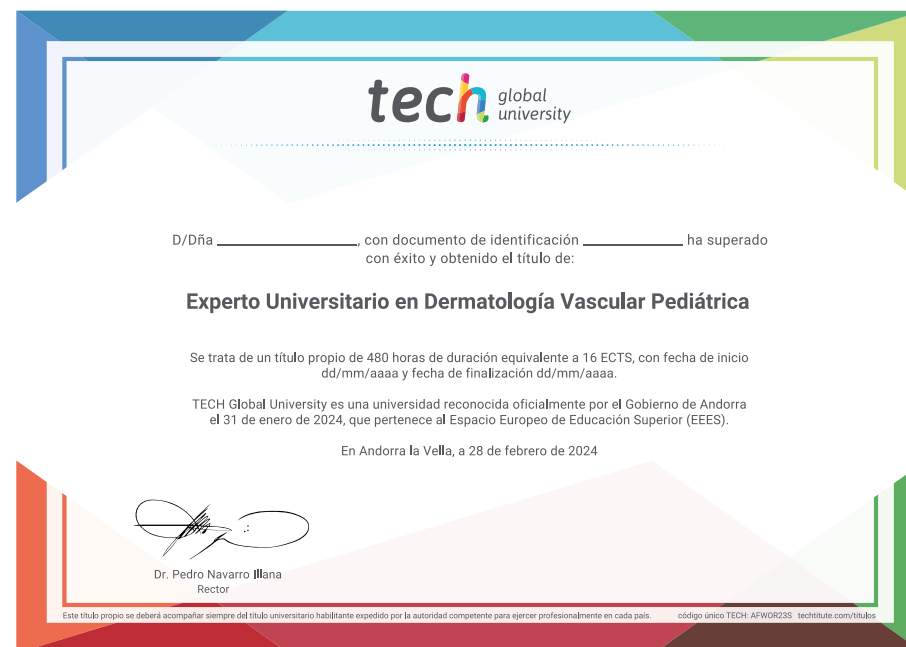 tech global university
D/Dña ____________, con documento de identificación ____________ ha superado
con éxito y obtenido el título de:
Experto Universitario en Dermatología Vascular Pediátrica
Se trata de un título propio de 480 horas de duración equivalente a 16 ECTS, con fecha de inicio
dd/mm/aaaa y fecha de finalización dd/mm/aaaa.
TECH Global University es una universidad reconocida oficialmente por el Gobierno de Andorra
el 31 de enero de 2024, que pertenece al Espacio Europeo de Educación Superior (EEES).
En Andorra la Vella, a 28 de febrero de 2024
Dr. Pedro Navarro Illana
Rector
Este título propio se deberá acompañar siempre del título universitario habilitante expedido por la autoridad competente para ejercer profesionalmente en cada país. código único TECH: AFWOR23S techtitute.com/titulos